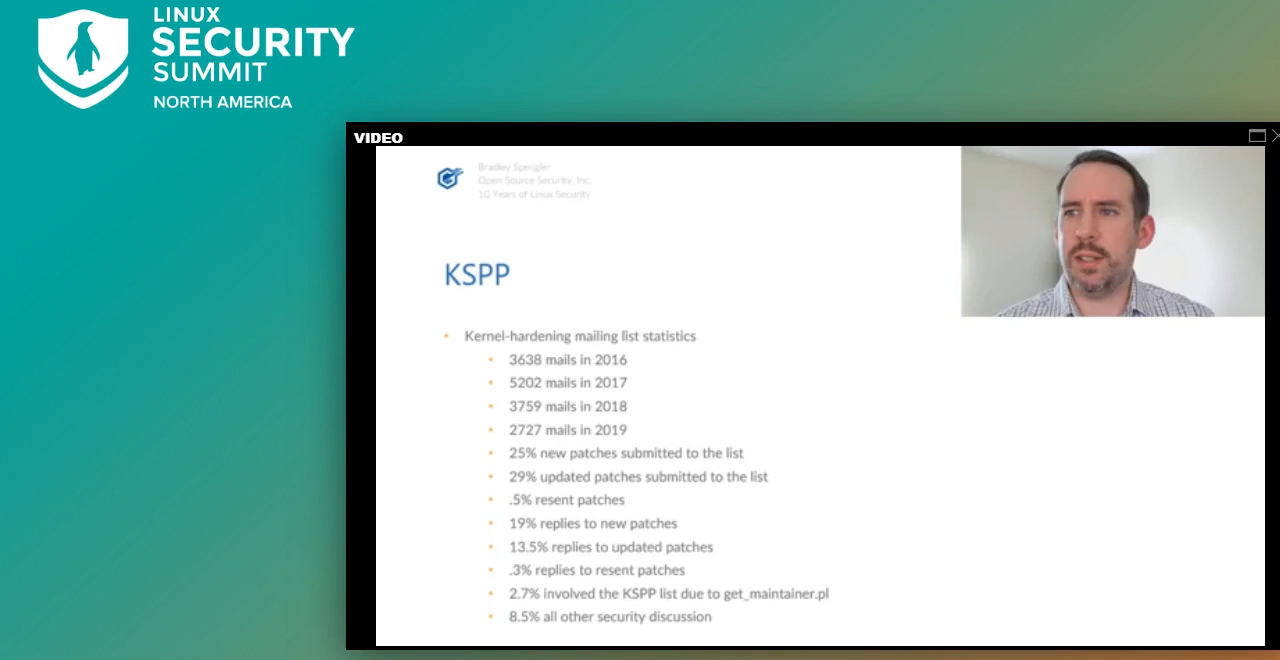 LINUX
SECURITY
SUMMIT
NORTH AMERICA
VIDEO
Bradley Spengler
Open Source Security, Inc.
10 Years of Linux Security
KSPP
• Kernel-hardening mailing list statistics
• 3638 mails in 2016
• 5202 mails in 2017
• 3759 mails in 2018
• 2727 mails in 2019
• 25% new patches submitted to the list
• 29% updated patches submitted to the list
• .5% resent patches
• 19% replies to new patches
• 13.5% replies to updated patches
• .3% replies to resent patches
• 2.7% involved the KSPP list due to get_maintainer.pl
• 8.5% all other security discussion